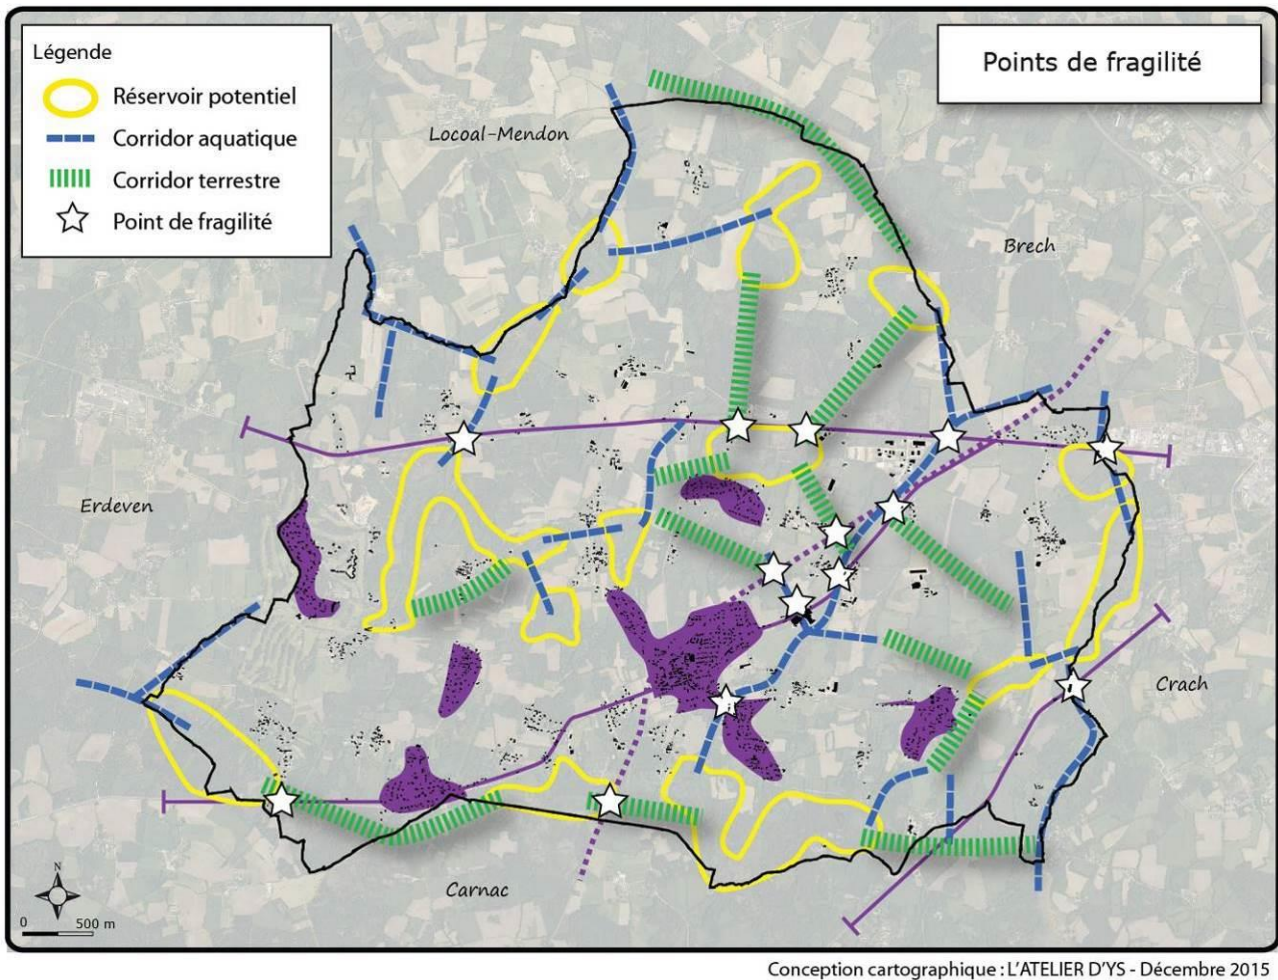 Légende
Réservoir potentiel
Corridor aquatique
Corridor terrestre
Point de fragilité
Points de fragilité
Locoal-Mendon
Brech
Erdeven
Crach
Carnac
N
0 500 m
Conception cartographique : L'ATELIER D'YS - Décembre 2015